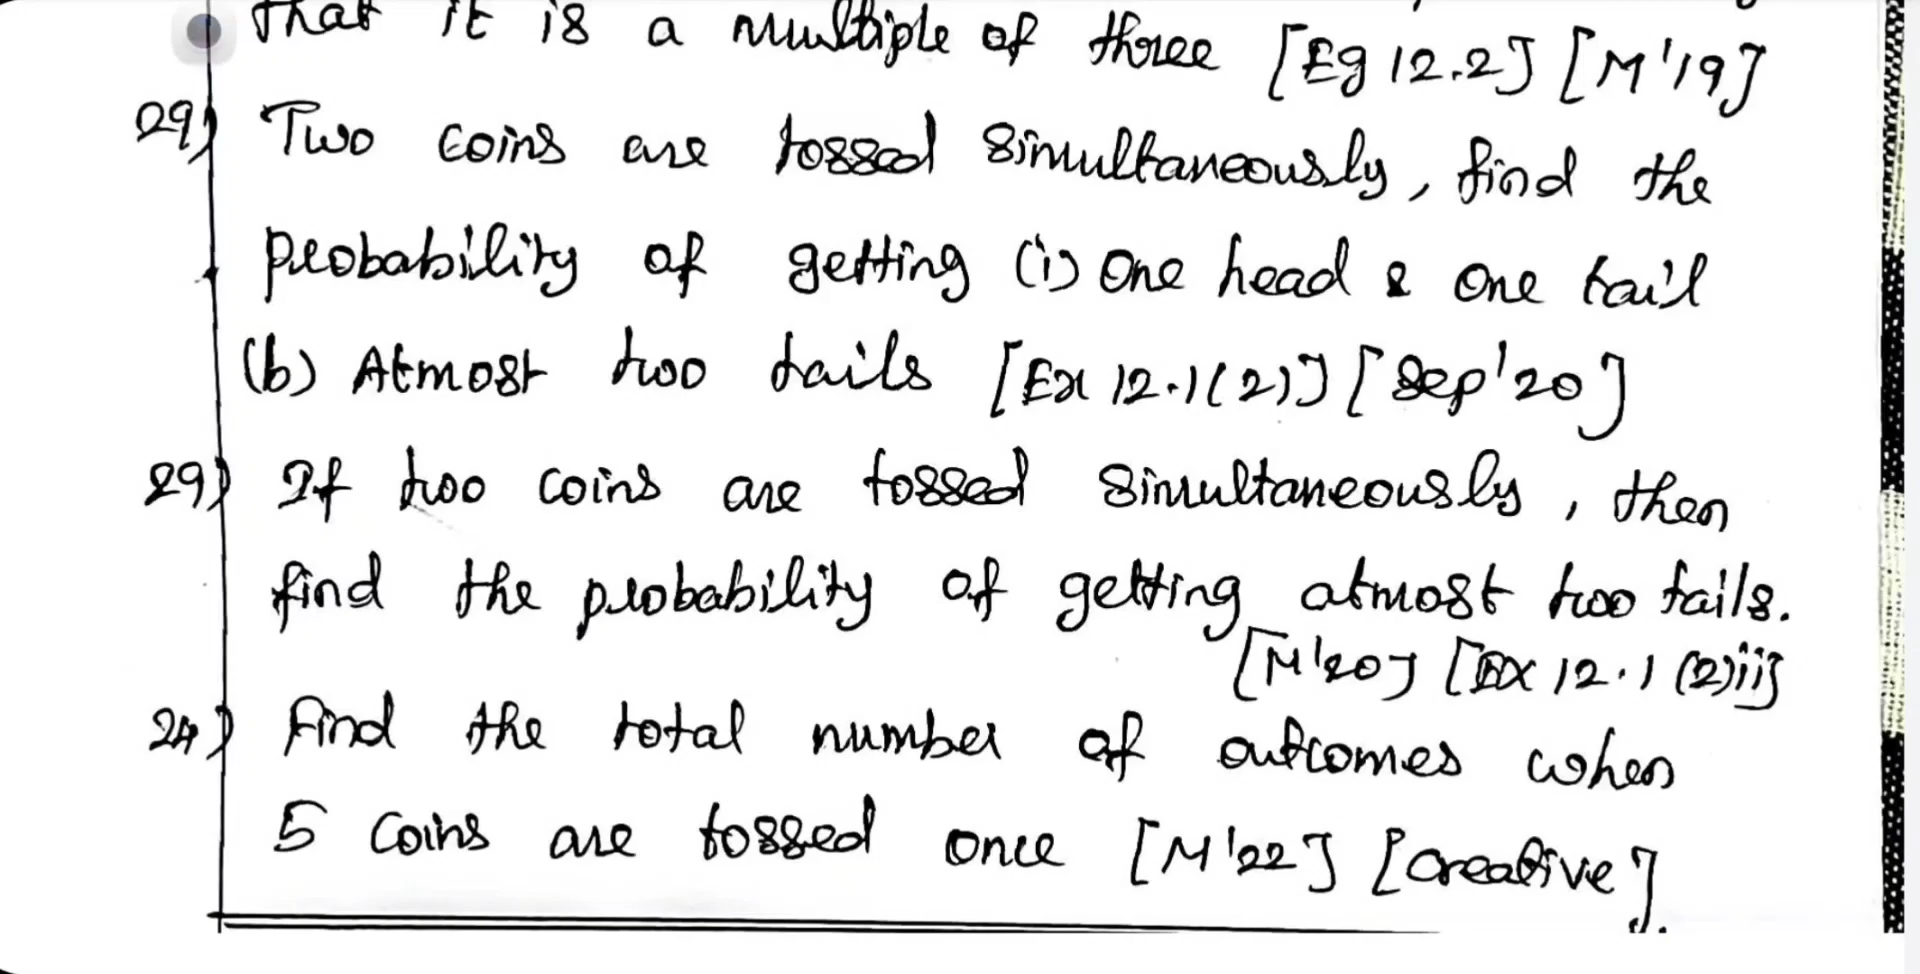 that it is a multiple of three [Eg 12.2] [M'19]
29) Two coins are tossed simultaneously, find the
probability of getting (i) One head & one tail
(b) Atmost two tails [Ex 12.1(2)] [Sep'20]
29) If two coins are tossed simultaneously, then
find the probability of getting atmost two tails.
[M'20] [Ex 12.1 (2)ii]
24) Find the total number of outcomes when
5 coins are tossed once [M'22] [Creative]